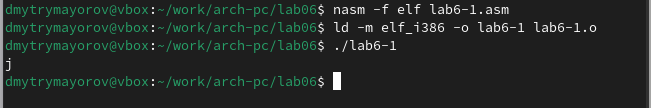 dmytrymayorov@vbox:~/work/arch-pc/lab06$ nasm -f elf lab6-1.asm
dmytrymayorov@vbox:~/work/arch-pc/lab06$ ld -m elf_i386 -o lab6-1 lab6-1.o
dmytrymayorov@vbox:~/work/arch-pc/lab06$ ./lab6-1
j
dmytrymayorov@vbox:~/work/arch-pc/lab06$